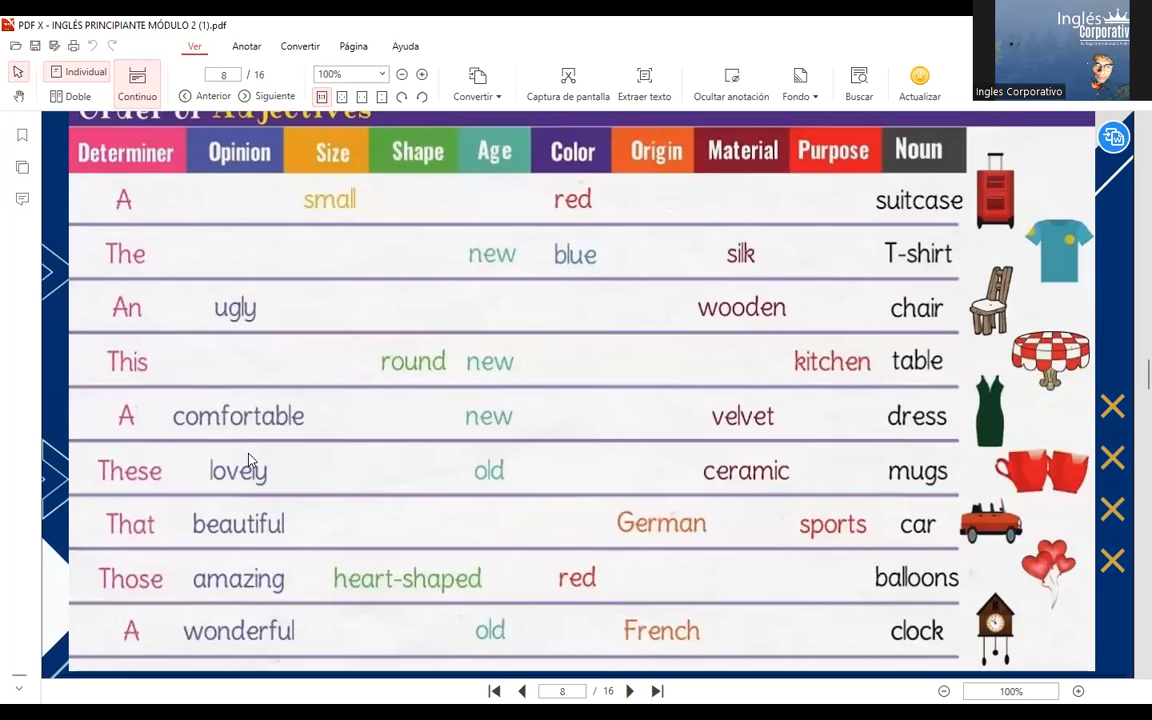 PDF X - INGLÉS PRINCIPIANTE MÓDULO 2 (1).pdf
Ver Anotar Convertir Página Ayuda
Individual
Doble
Continuo
8 / 16
Anterior Siguiente
100%
Convertir
Captura de pantalla
Extraer texto
Ocultar anotación
Fondo
Buscar
Actualizar
Inglés
Corporativ
Ingles Corporativo
Order of Adjectives
Determiner Opinion Size Shape Age Color Origin Material Purpose Noun
A small red suitcase
The new blue silk T-shirt
An ugly wooden chair
This round new kitchen table
A comfortable new velvet dress
These lovely old ceramic mugs
That beautiful German sports car
Those amazing heart-shaped red balloons
A wonderful old French clock
8 / 16
100%